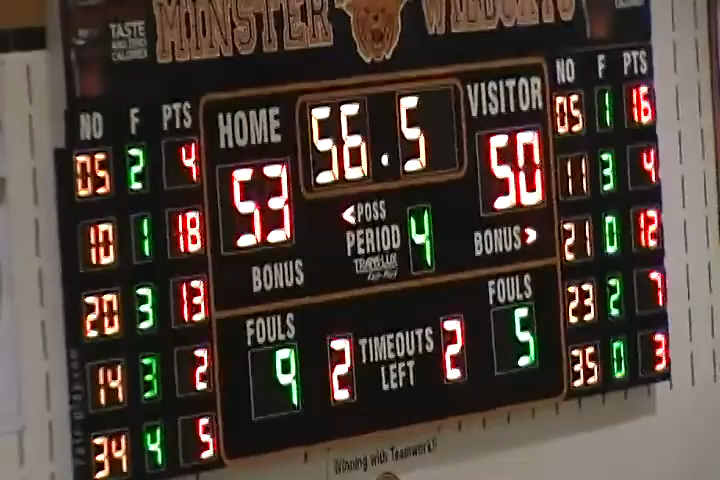 TASTE
MINSTER WILDCATS
NO F PTS
05 2 4
10 1 18
20 3 13
14 3 2
34 4 5
HOME
53
56.5
VISITOR
50
<POSS
PERIOD 4
BONUS
BONUS>
FOULS
9
2 TIMEOUTS LEFT 2
FOULS
5
NO F PTS
05 1 16
11 3 4
21 0 12
23 2 7
35 0 3
Winning with Teamwork!!